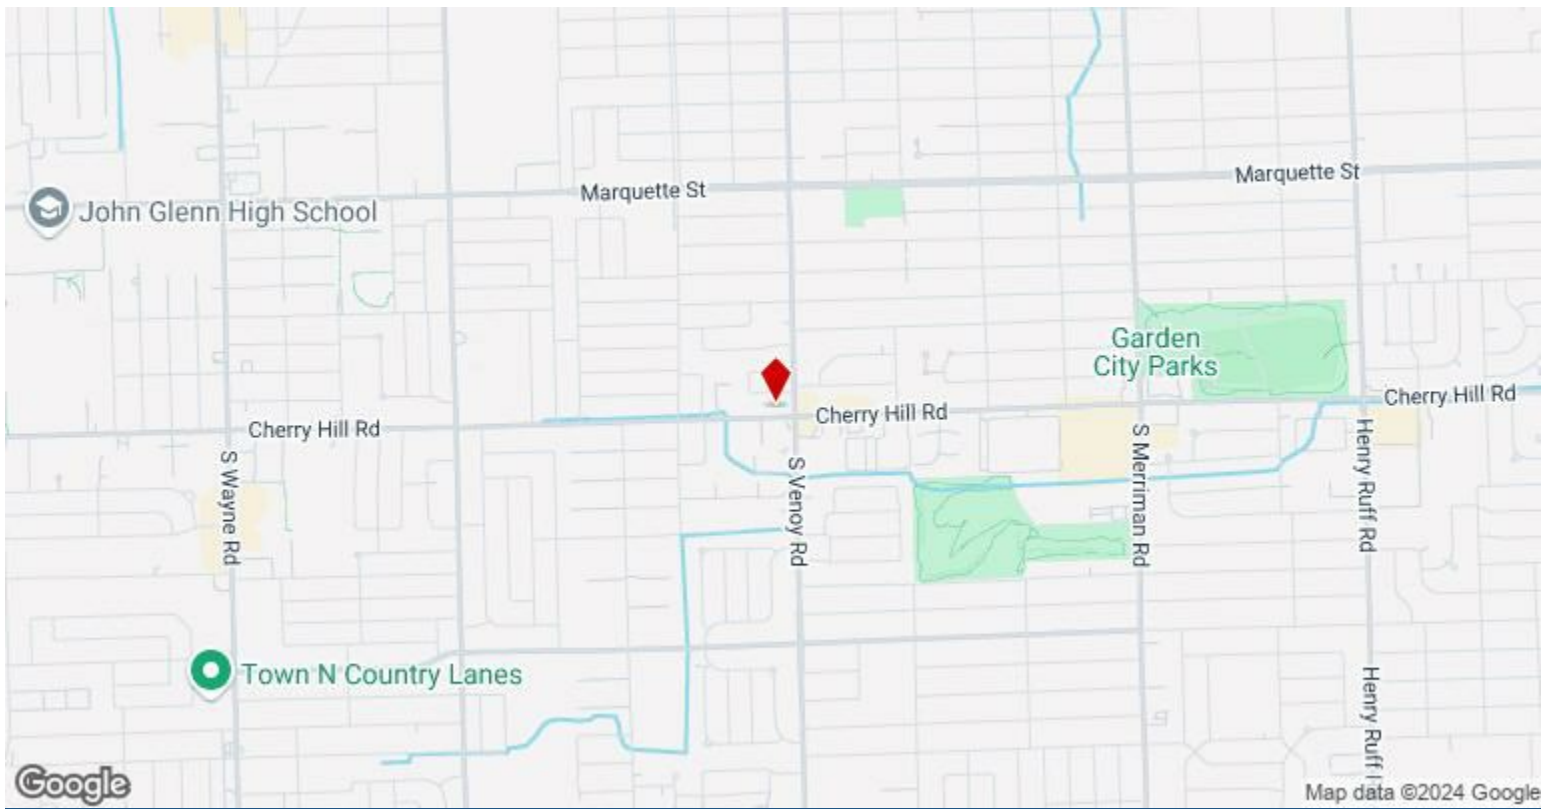 Marquette St
Marquette St
John Glenn High School
Garden
City Parks
Cherry Hill Rd
Cherry Hill Rd
Cherry Hill Rd
S Wayne Rd
S Venoy Rd
S Merriman Rd
Henry Ruff Rd
Town N Country Lanes
Henry Ruff
Google
Map data ©2024 Google